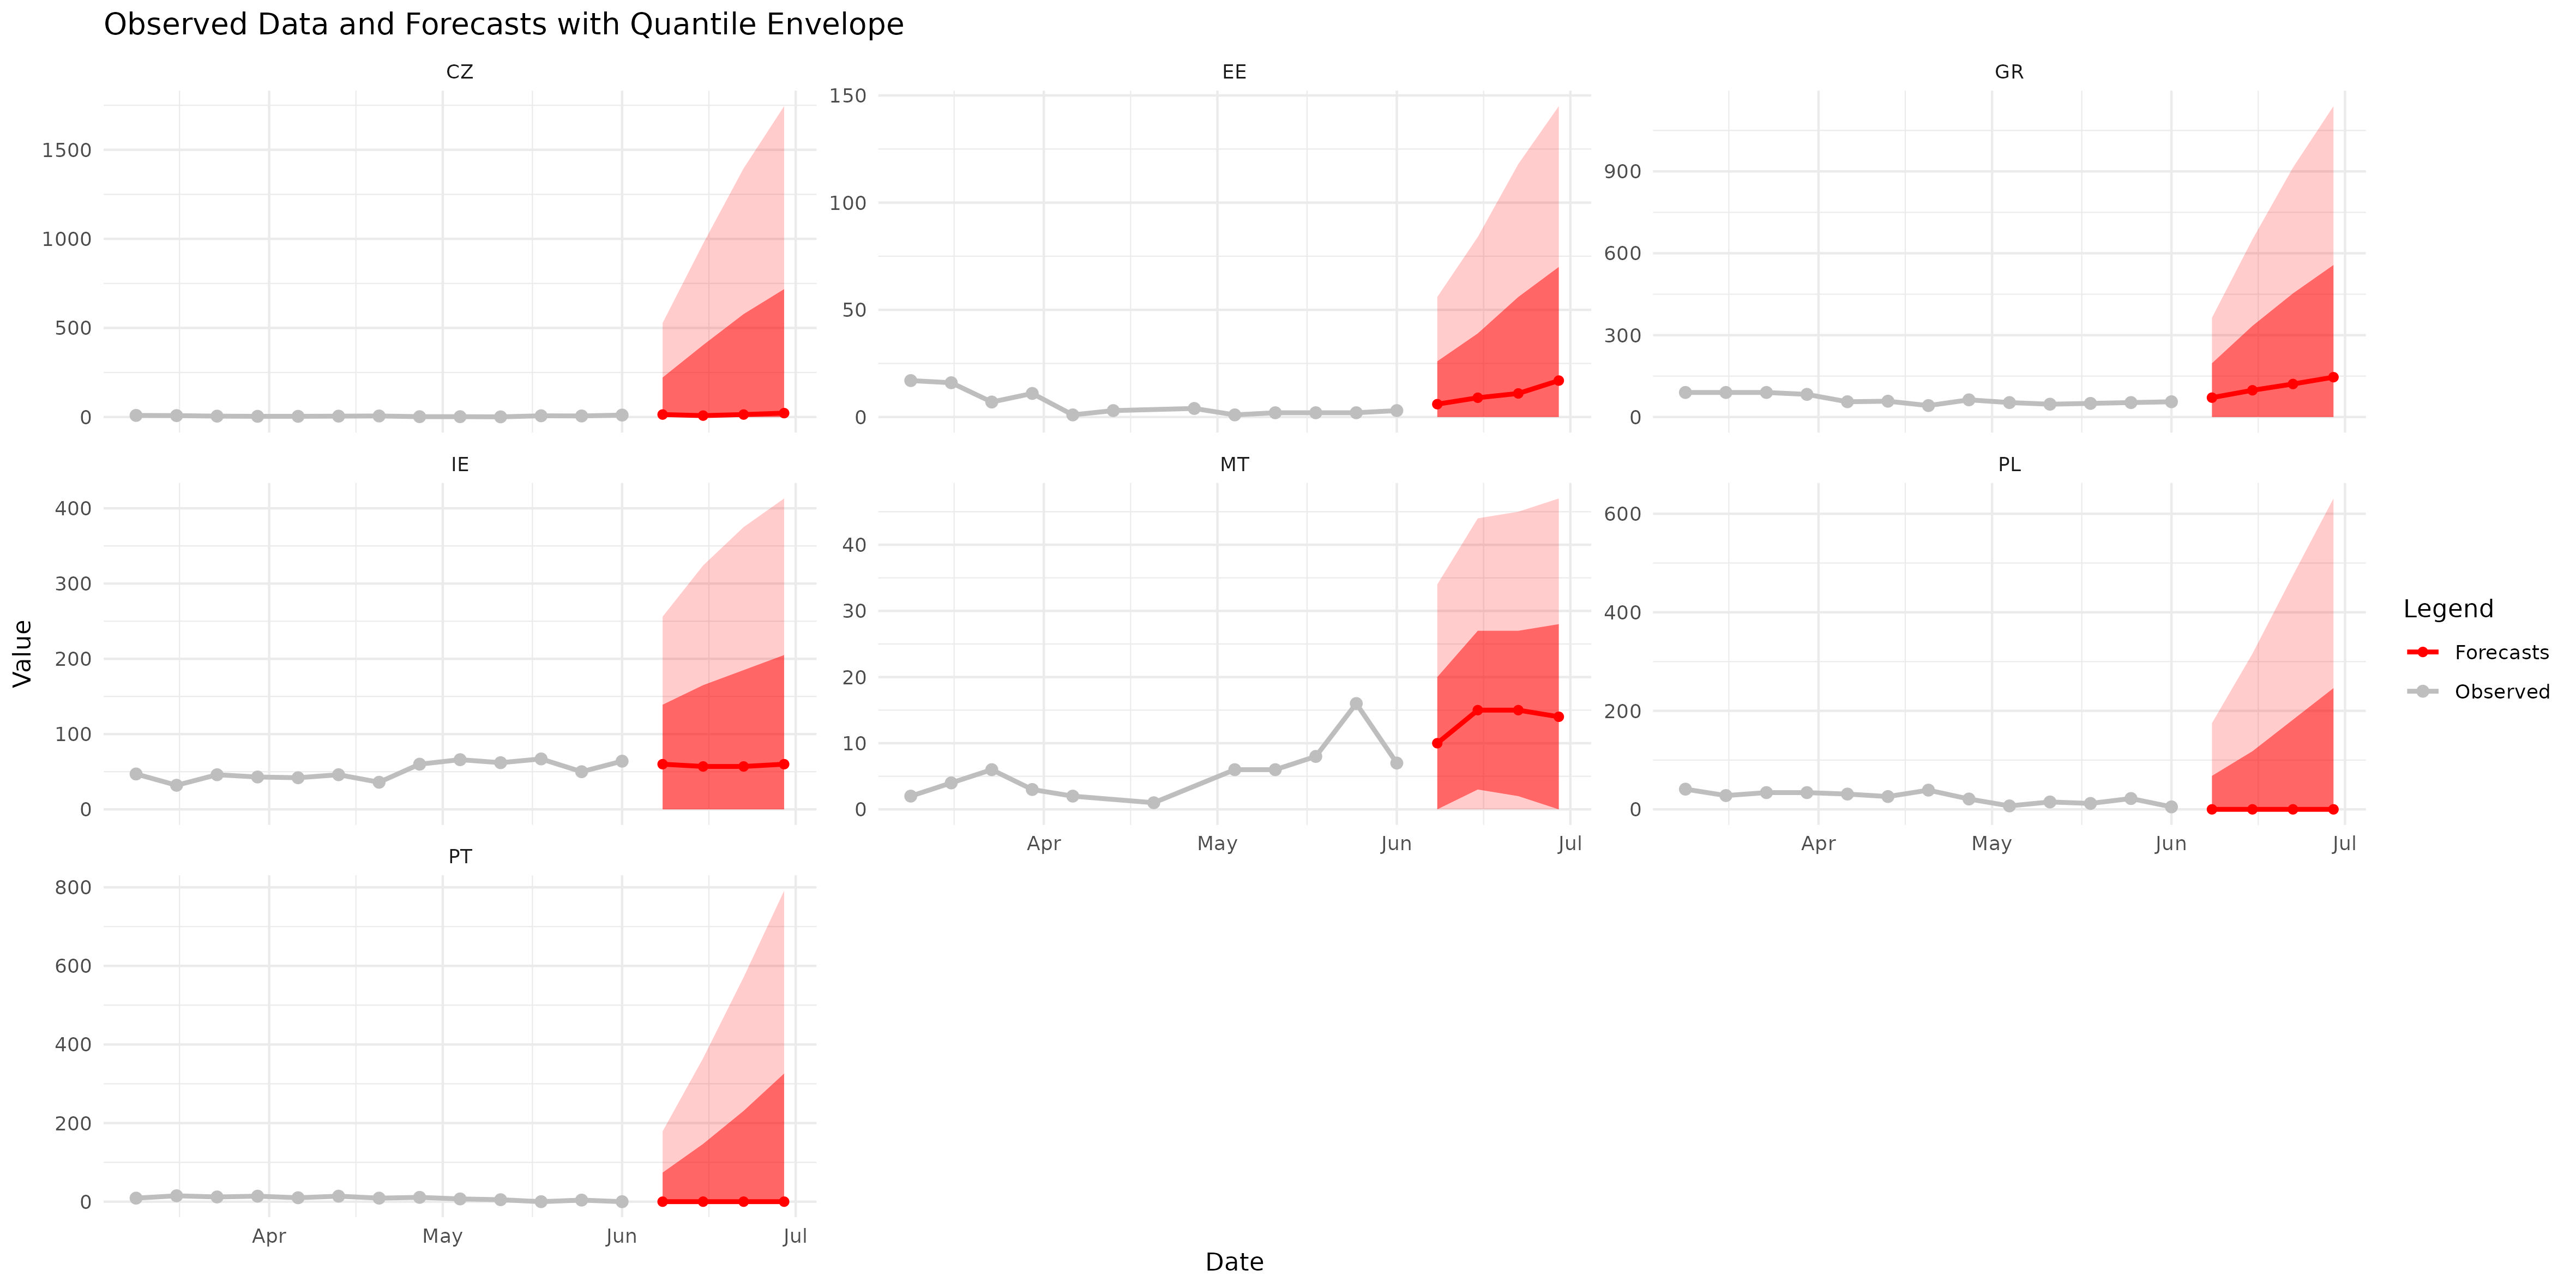 Observed Data and Forecasts with Quantile Envelope
CZ
EE
GR
1500
1000
500
0
150
100
50
0
900
600
300
0
IE
MT
PL
400
300
200
100
0
40
30
20
10
0
600
400
200
0
Apr May Jun Jul
Apr May Jun Jul
PT
800
600
400
200
0
Apr May Jun Jul
Value
Date
Legend
Forecasts
Observed